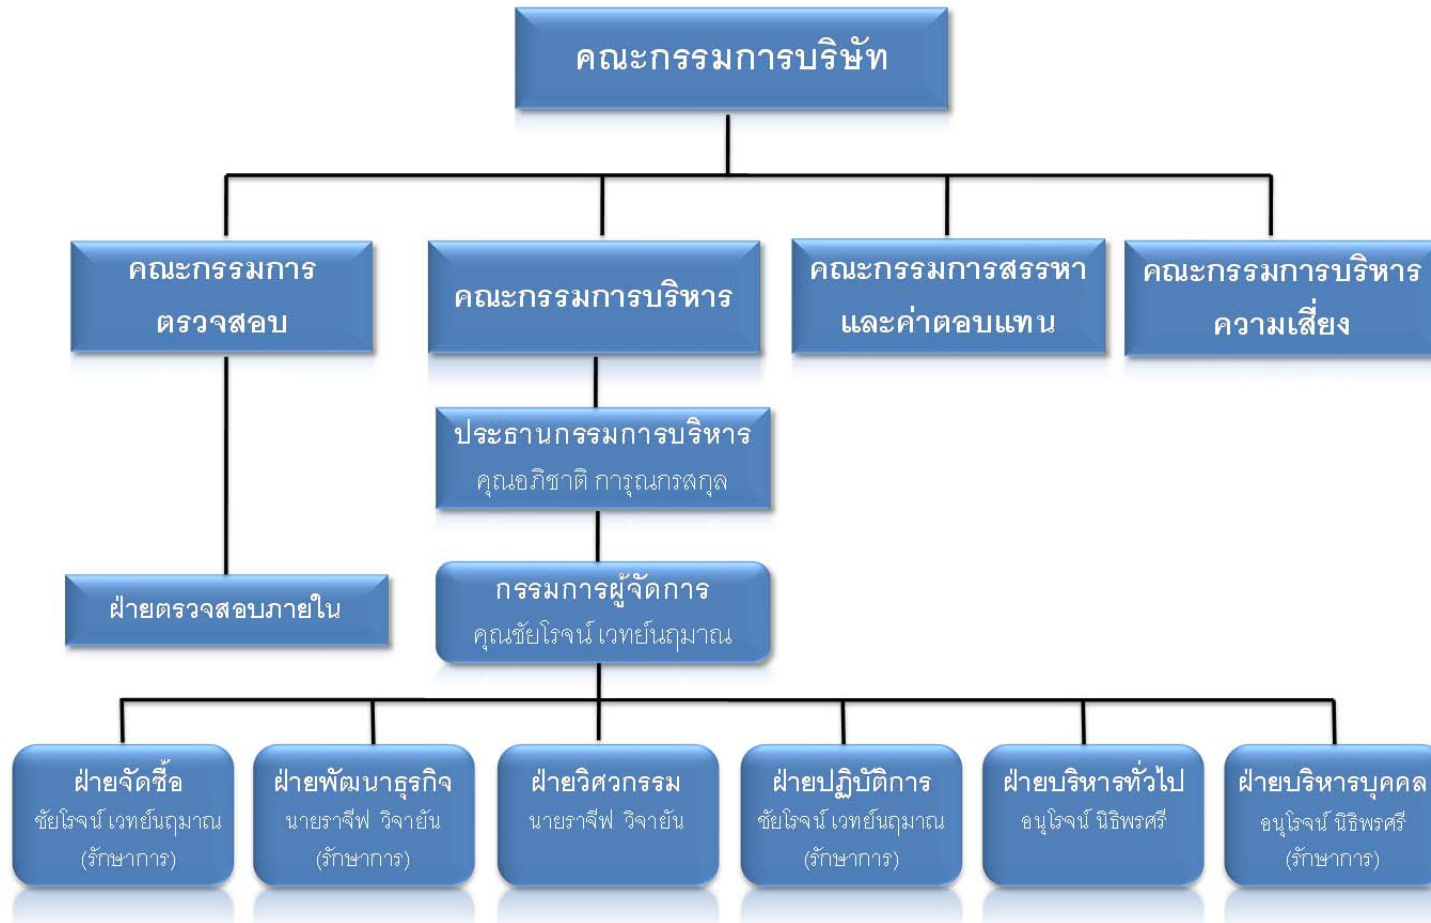 คณะกรรมการบริษัท
คณะกรรมการ
ตรวจสอบ
คณะกรรมการบริหาร
คณะกรรมการสรรหา
และค่าตอบแทน
คณะกรรมการบริหาร
ความเสี่ยง
ประธานกรรมการบริหาร
คุณอภิชาติ การุณกรสกุล
ฝ่ายตรวจสอบภายใน
กรรมการผู้จัดการ
คุณชัยโรจน์ เวทย์นฤมาณ
ฝ่ายจัดซื้อ
ชัยโรจน์ เวทย์นฤมาณ
(รักษาการ)
ฝ่ายพัฒนาธุรกิจ
นายราจีฟ วิจายัน
(รักษาการ)
ฝ่ายวิศวกรรม
นายราจีฟ วิจายัน
ฝ่ายปฏิบัติการ
ชัยโรจน์ เวทย์นฤมาณ
(รักษาการ)
ฝ่ายบริหารทั่วไป
อนุโรจน์ นิธิพรศรี
ฝ่ายบริหารบุคคล
อนุโรจน์ นิธิพรศรี
(รักษาการ)